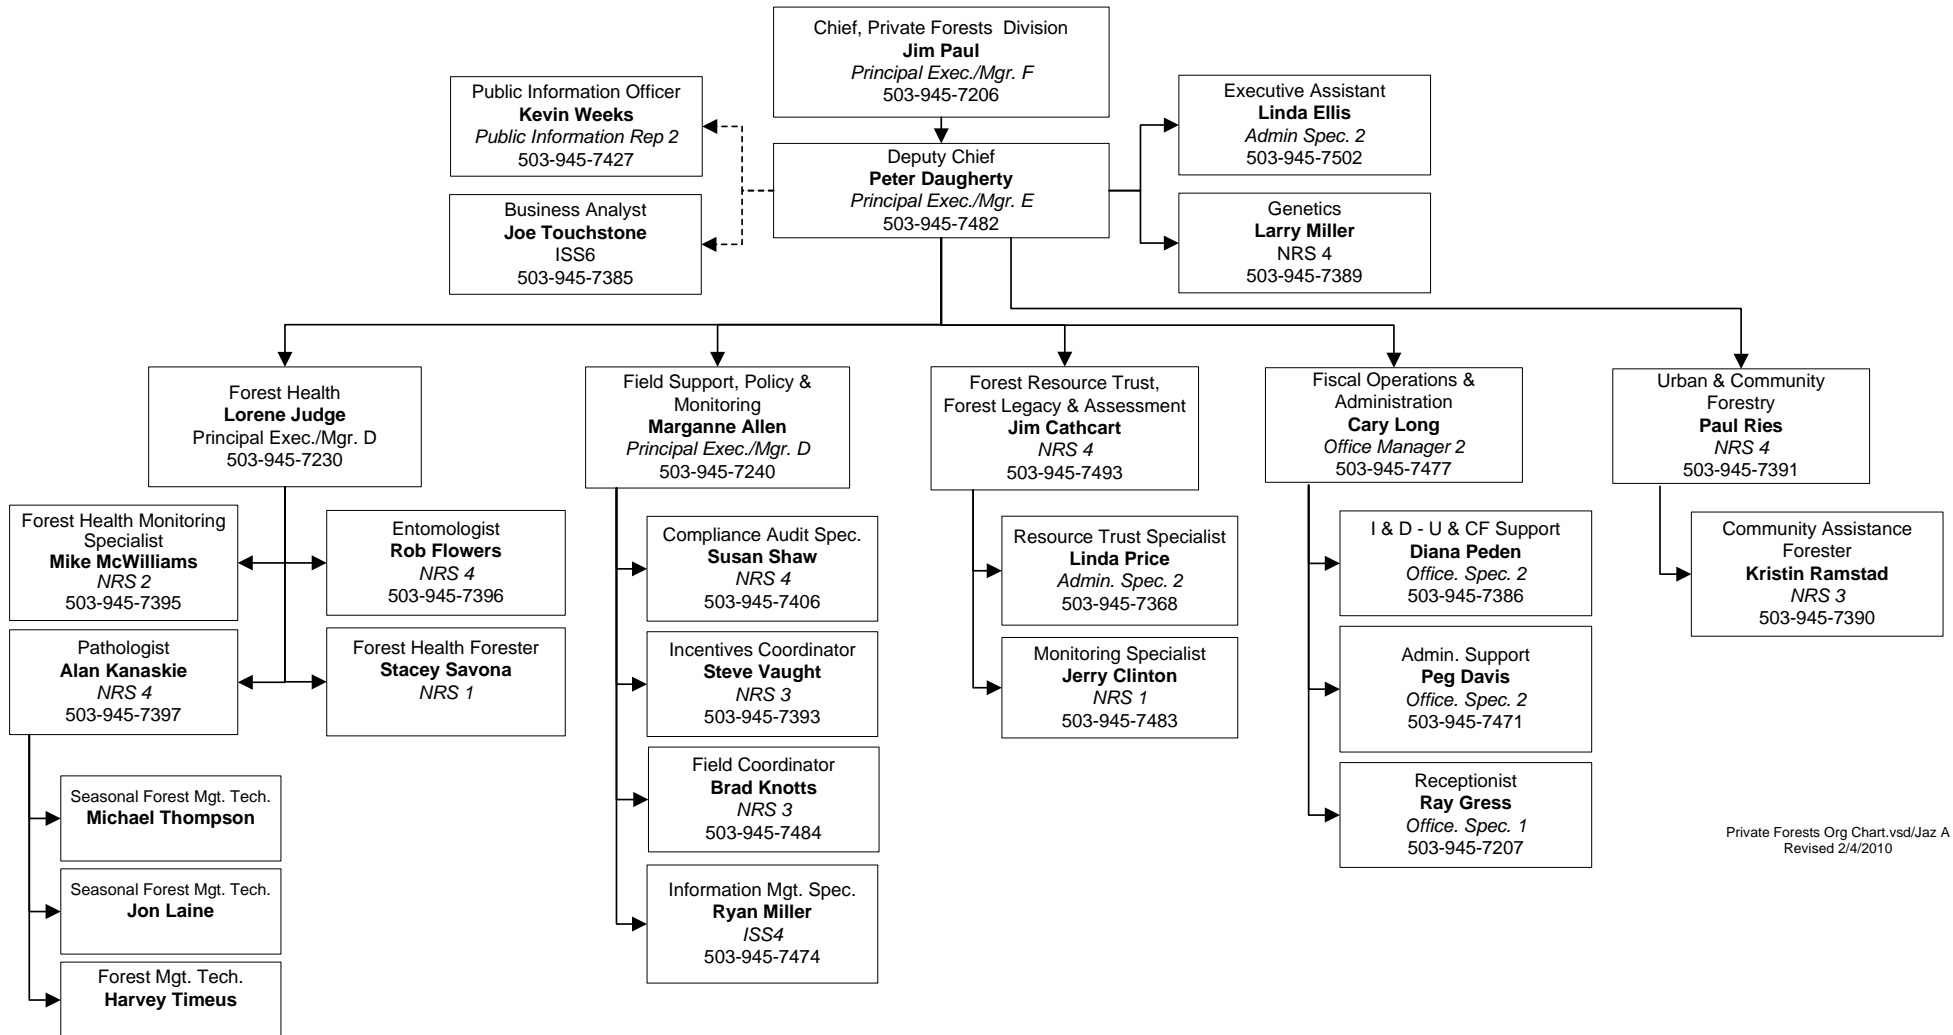 Chief, Private Forests Division
Jim Paul
Principal Exec./Mgr. F
503-945-7206
Public Information Officer
Kevin Weeks
Public Information Rep 2
503-945-7427
Executive Assistant
Linda Ellis
Admin Spec. 2
503-945-7502
Deputy Chief
Peter Daugherty
Principal Exec./Mgr. E
503-945-7482
Business Analyst
Joe Touchstone
ISS6
503-945-7385
Genetics
Larry Miller
NRS 4
503-945-7389
Forest Health
Lorene Judge
Principal Exec./Mgr. D
503-945-7230
Field Support, Policy &
Monitoring
Marganne Allen
Principal Exec./Mgr. D
503-945-7240
Forest Resource Trust,
Forest Legacy & Assessment
Jim Cathcart
NRS 4
503-945-7493
Fiscal Operations &
Administration
Cary Long
Office Manager 2
503-945-7477
Urban & Community
Forestry
Paul Ries
NRS 4
503-945-7391
Forest Health Monitoring
Specialist
Mike McWilliams
NRS 2
503-945-7395
Entomologist
Rob Flowers
NRS 4
503-945-7396
Pathologist
Alan Kanaskie
NRS 4
503-945-7397
Forest Health Forester
Stacey Savona
NRS 1
Seasonal Forest Mgt. Tech.
Michael Thompson
Seasonal Forest Mgt. Tech.
Jon Laine
Forest Mgt. Tech.
Harvey Timeus
Compliance Audit Spec.
Susan Shaw
NRS 4
503-945-7406
Incentives Coordinator
Steve Vaught
NRS 3
503-945-7393
Field Coordinator
Brad Knotts
NRS 3
503-945-7484
Information Mgt. Spec.
Ryan Miller
ISS4
503-945-7474
Resource Trust Specialist
Linda Price
Admin. Spec. 2
503-945-7368
Monitoring Specialist
Jerry Clinton
NRS 1
503-945-7483
I & D - U & CF Support
Diana Peden
Office. Spec. 2
503-945-7386
Admin. Support
Peg Davis
Office. Spec. 2
503-945-7471
Receptionist
Ray Gress
Office. Spec. 1
503-945-7207
Community Assistance
Forester
Kristin Ramstad
NRS 3
503-945-7390
Private Forests Org Chart.vsd/Jaz A
Revised 2/4/2010